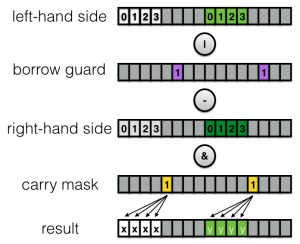 left-hand side 0 1 2 3 0 1 2 3
|
borrow guard 1 1
-
right-hand side 0 1 2 3 0 1 2 3
&
carry mask 1 1
result x x x x y y y y